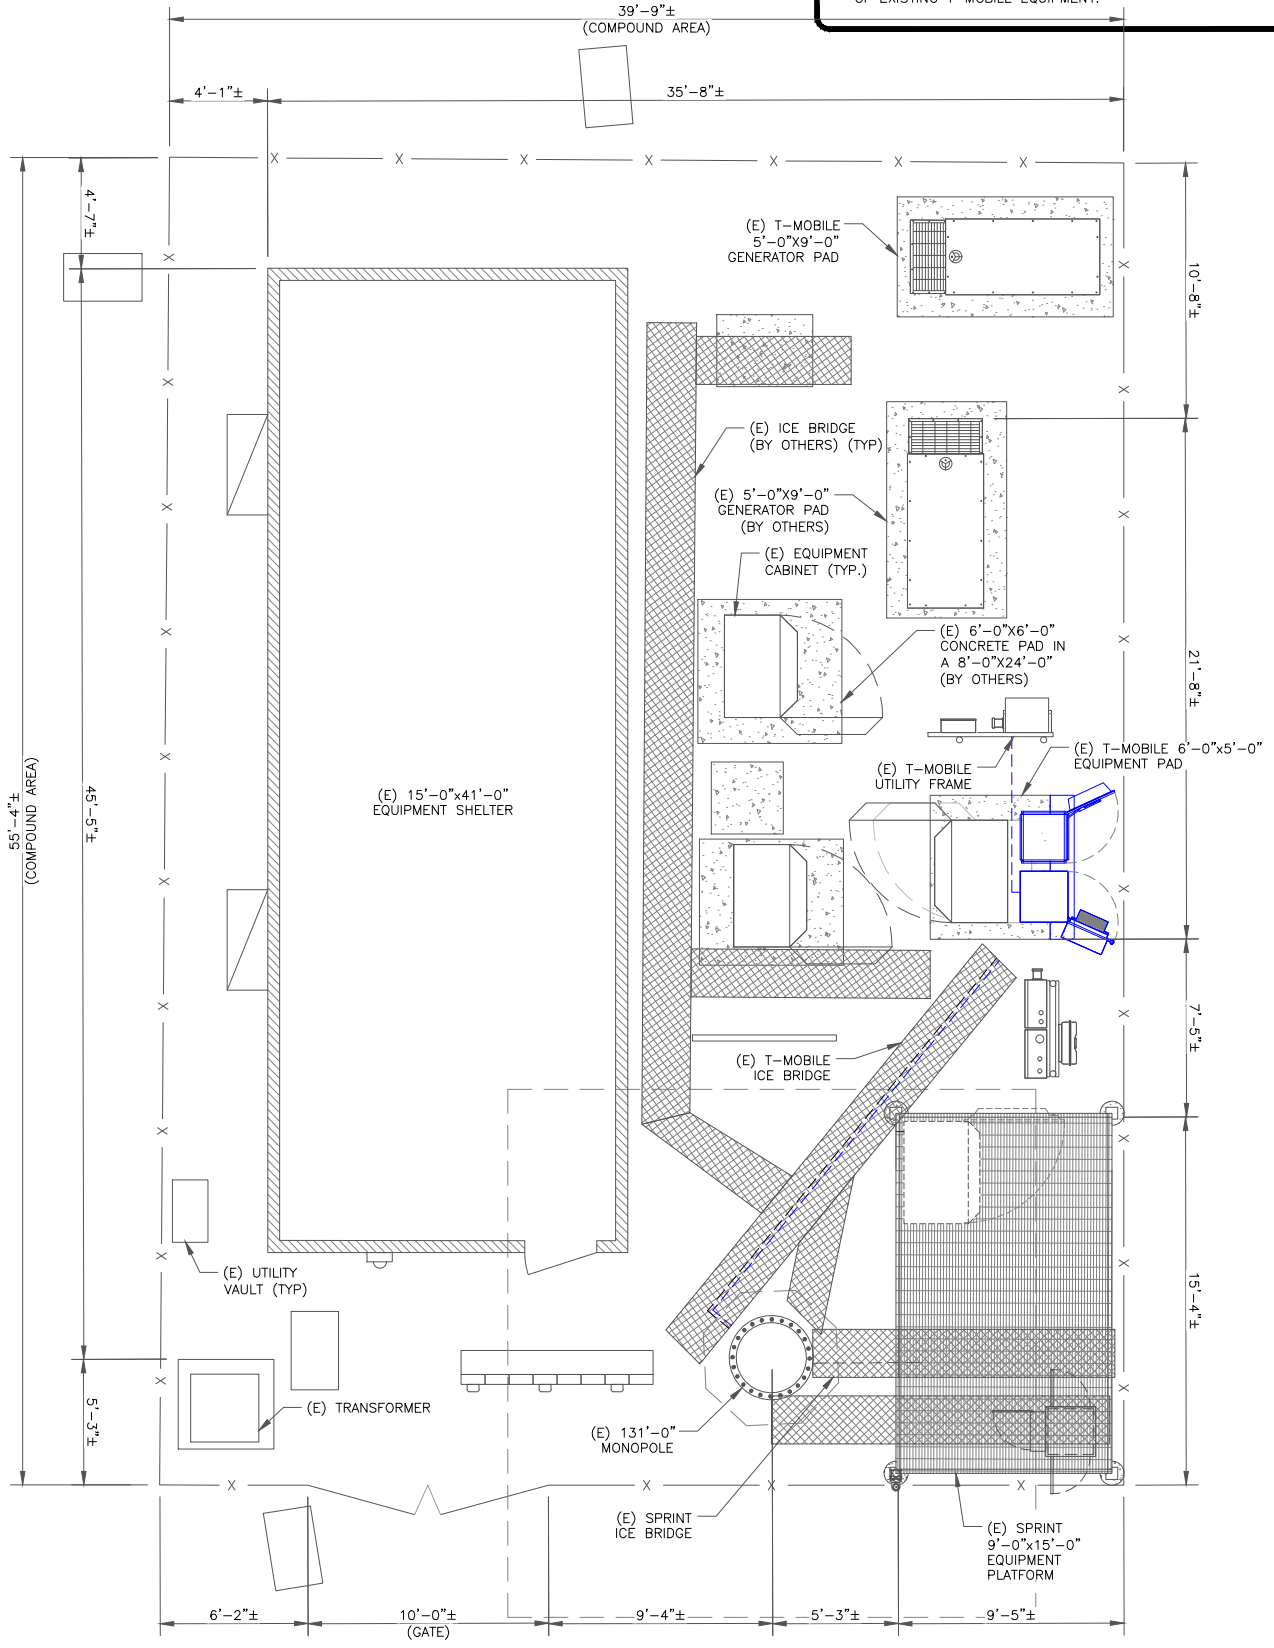 OF EXISTING T-MOBILE EQUIPMENT.
39'-9"±
(COMPOUND AREA)
4'-1"±
35'-8"±
4'-7"±
(E) T-MOBILE
5'-0"X9'-0"
GENERATOR PAD
10'-8"±
(E) ICE BRIDGE
(BY OTHERS) (TYP)
(E) 5'-0"X9'-0"
GENERATOR PAD
(BY OTHERS)
(E) EQUIPMENT
CABINET (TYP.)
(E) 6'-0"X6'-0"
CONCRETE PAD IN
A 8'-0"X24'-0"
(BY OTHERS)
21'-8"±
(E) T-MOBILE 6'-0"x5'-0"
EQUIPMENT PAD
(E) T-MOBILE
UTILITY FRAME
(E) 15'-0"x41'-0"
EQUIPMENT SHELTER
55'-4"±
(COMPOUND AREA)
45'-5"±
7'-5"±
(E) T-MOBILE
ICE BRIDGE
(E) UTILITY
VAULT (TYP)
15'-4"±
5'-3"±
(E) TRANSFORMER
(E) 131'-0"
MONOPOLE
(E) SPRINT
ICE BRIDGE
(E) SPRINT
9'-0"x15'-0"
EQUIPMENT
PLATFORM
6'-2"±
10'-0"±
(GATE)
9'-4"±
5'-3"±
9'-5"±